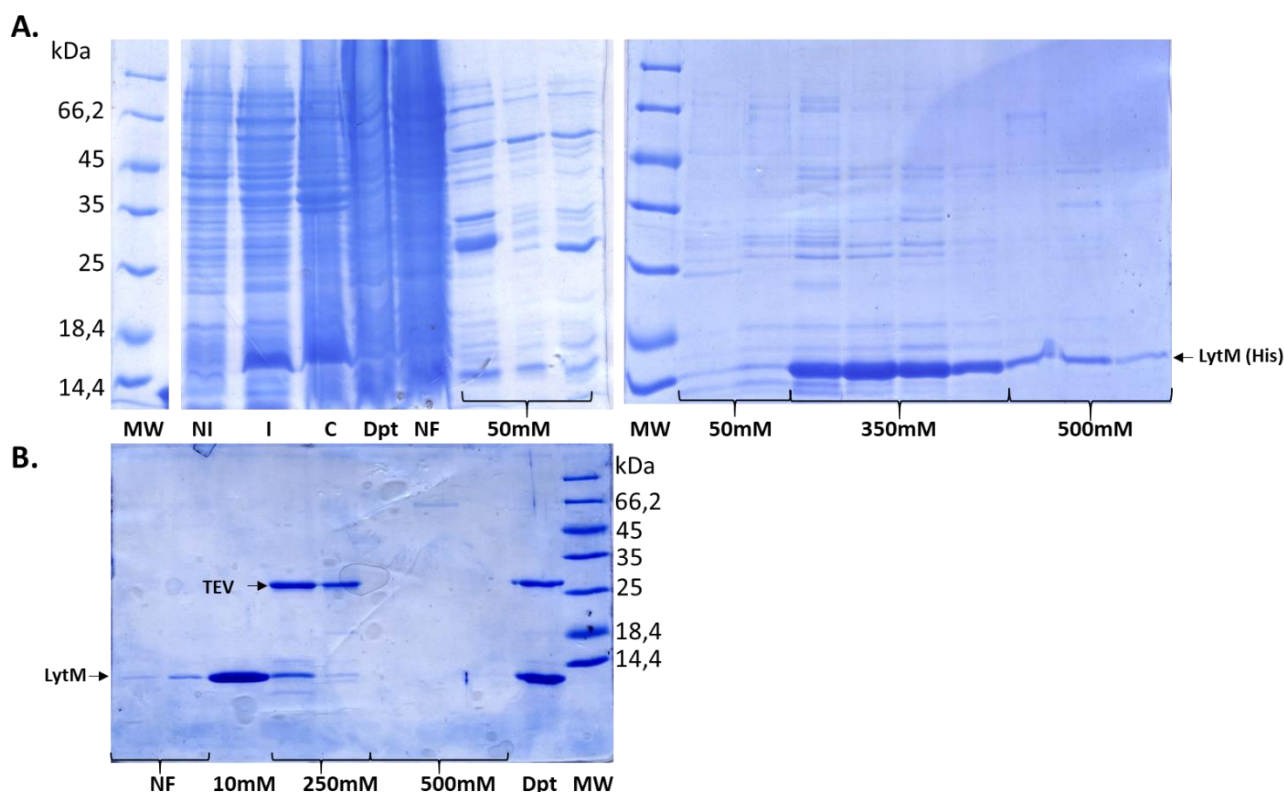 A.
kDa
66,2
45
35
25
18,4
14,4
LytM (His)
MW NI I C Dpt NF 50mM MW 50mM 350mM 500mM
B.
kDa
66,2
45
35
25
18,4
14,4
TEV
LytM
NF 10mM 250mM 500mM Dpt MW